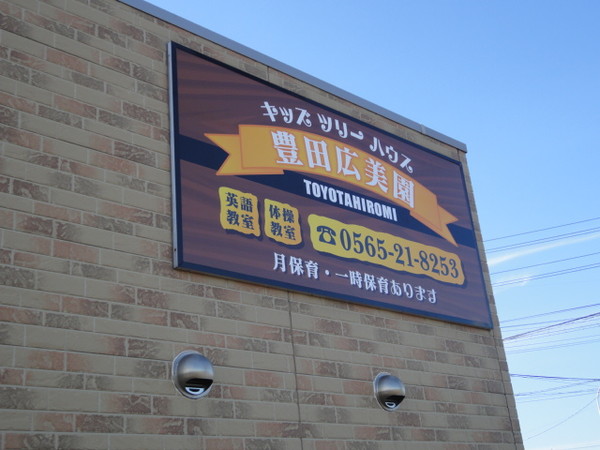 キッズ ツリー ハウス
豊田広美園
TOYOTAHIROMI
英語教室
体操教室
☎0565-21-8253
月保育・一時保育あります